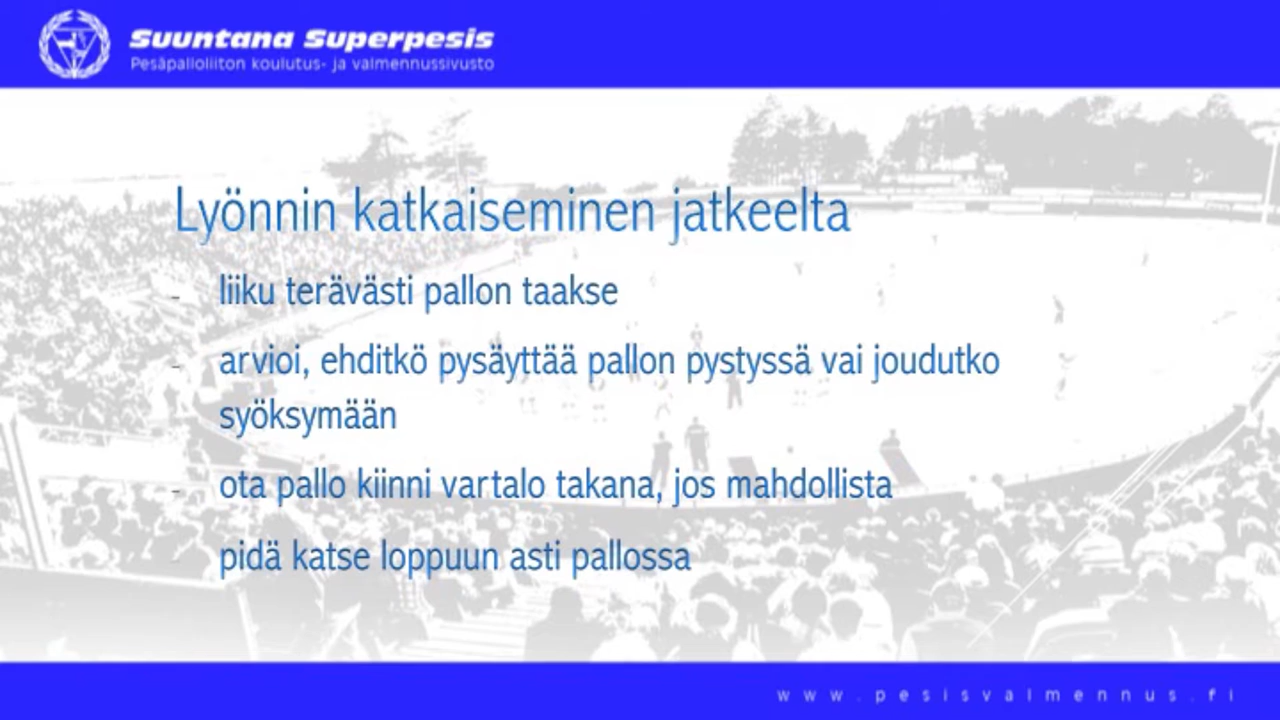 Suuntana Superpesis
Pesäpalloliiton koulutus- ja valmennussivusto
Lyönnin katkaiseminen jatkeelta
- liiku terävästi pallon taakse
- arvioi, ehditkö pysäyttää pallon pystyssä vai joudutko
syöksymään
- ota pallo kiinni vartalo takana, jos mahdollista
- pidä katse loppuun asti pallossa
www.pesisvalmennus.fi